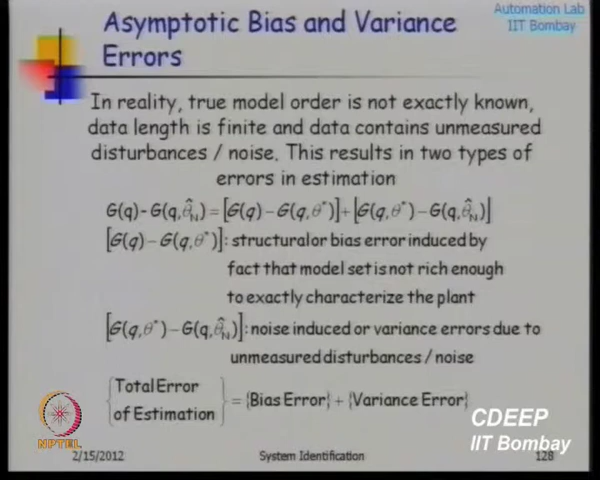 Automation Lab
IIT Bombay
Asymptotic Bias and Variance
Errors
In reality, true model order is not exactly known,
data length is finite and data contains unmeasured
disturbances / noise. This results in two types of
errors in estimation
G(q)-G(q,θ̂_N)=[G(q)-G(q,θ*)]+[G(q,θ*)-G(q,θ̂_N)]
[G(q)-G(q,θ*)]: structuralor bias error induced by
fact that model set is not rich enough
to exactly characterize the plant
[G(q,θ*)-G(q,θ̂_N)]: noise induced or variance errors due to
unmeasured disturbances / noise
{Total Error
of Estimation} = {Bias Error} + {Variance Error}
CDEEP
IIT Bombay
NPTEL
2/15/2012 System Identification 128